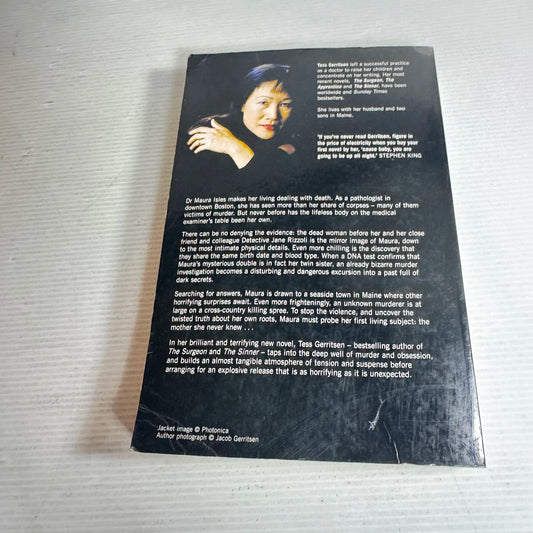 Tess Gerritsen left a successful practice
as a doctor to raise her children and
concentrate on her writing. Her most
recent novels, The Surgeon, The
Apprentice and The Sinner, have been
worldwide and Sunday Times
bestsellers.
She lives with her husband and two
sons in Maine.
'If you've never read Gerritsen, figure in
the price of electricity when you buy your
first novel by her, 'cause baby, you are
going to be up all night.' STEPHEN KING
Dr Maura Isles makes her living dealing with death. As a pathologist in
downtown Boston, she has seen more than her share of corpses – many of them
victims of murder. But never before has the lifeless body on the medical
examiner's table been her own.
There can be no denying the evidence: the dead woman before her and her close
friend and colleague Detective Jane Rizzoli is the mirror image of Maura, down
to the most intimate physical details. Even more chilling is the discovery that
they share the same birth date and blood type. When a DNA test confirms that
Maura's mysterious double is in fact her twin sister, an already bizarre murder
investigation becomes a disturbing and dangerous excursion into a past full of
dark secrets.
Searching for answers, Maura is drawn to a seaside town in Maine where other
horrifying surprises await. Even more frighteningly, an unknown murderer is at
large on a cross-country killing spree. To stop the violence, and uncover the
twisted truth about her own roots, Maura must probe her first living subject: the
mother she never knew . . .
In her brilliant and terrifying new novel, Tess Gerritsen – bestselling author of
The Surgeon and The Sinner – taps into the deep well of murder and obsession,
and builds an almost tangible atmosphere of tension and suspense before
arranging for an explosive release that is as horrifying as it is unexpected.
Jacket image © Photonica
Author photograph © Jacob Gerritsen